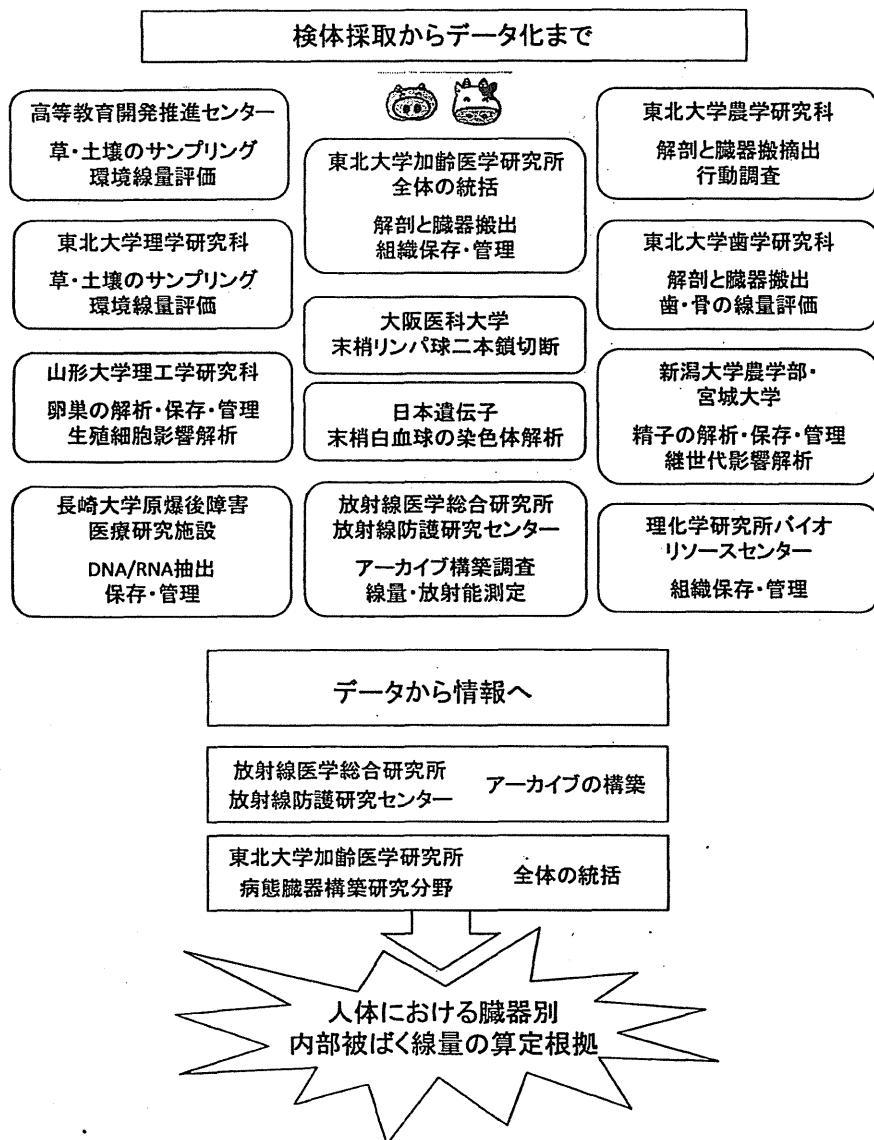 検体採取からデータ化まで
高等教育開発推進センター
草・土壌のサンプリング
環境線量評価
東北大学理学研究科
草・土壌のサンプリング
環境線量評価
山形大学理工学研究科
卵巣の解析・保存・管理
生殖細胞影響解析
長崎大学原爆後障害
医療研究施設
DNA/RNA抽出
保存・管理
東北大学加齢医学研究所
全体の統括
解剖と臓器搬出
組織保存・管理
大阪医科大学
末梢リンパ球二本鎖切断
日本遺伝子
末梢白血球の染色体解析
放射線医学総合研究所
放射線防護研究センター
アーカイブ構築調査
線量・放射能測定
東北大学農学研究科
解剖と臓器搬摘出
行動調査
東北大学歯学研究科
解剖と臓器搬出
歯・骨の線量評価
新潟大学農学部・
宮城大学
精子の解析・保存・管理
継世代影響解析
理化学研究所バイオ
リソースセンター
組織保存・管理
データから情報へ
放射線医学総合研究所
放射線防護研究センター
アーカイブの構築
東北大学加齢医学研究所
病態臓器構築研究分野
全体の統括
人体における臓器別
内部被ばく線量の算定根拠